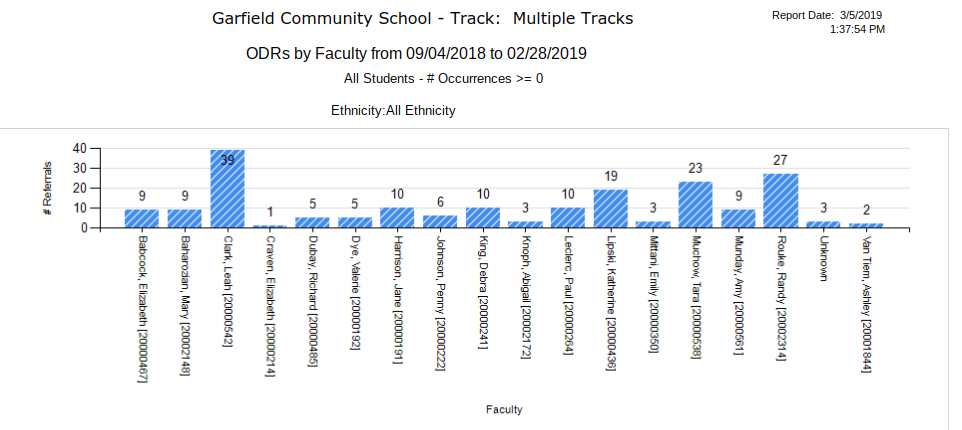 Garfield Community School - Track:  Multiple Tracks
Report Date:  3/5/2019
1:37:54 PM
ODRs by Faculty from 09/04/2018 to 02/28/2019
All Students - # Occurrences >= 0
Ethnicity:All Ethnicity
# Referrals
40
30
20
10
0
9
9
39
1
5
5
10
6
10
3
10
19
3
23
9
27
3
2
Babcock, Elizabeth [20000467]
Baharozian, Mary [20002148]
Clark, Leah [20000542]
Craven, Elizabeth [20000214]
Dubay, Richard [20000485]
Dye, Valerie [20000192]
Harrison, Jane [20000191]
Johnson, Penny [20000222]
King, Debra [20000241]
Knoph, Abigail [20002172]
Leclerc, Paul [20000264]
Lipski, Katherine [20000436]
Mittani, Emily [20000350]
Muchow, Tara [20000538]
Munday, Amy [20000561]
Rouke, Randy [20002314]
Unknown
Van Tiem, Ashley [200001844]
Faculty